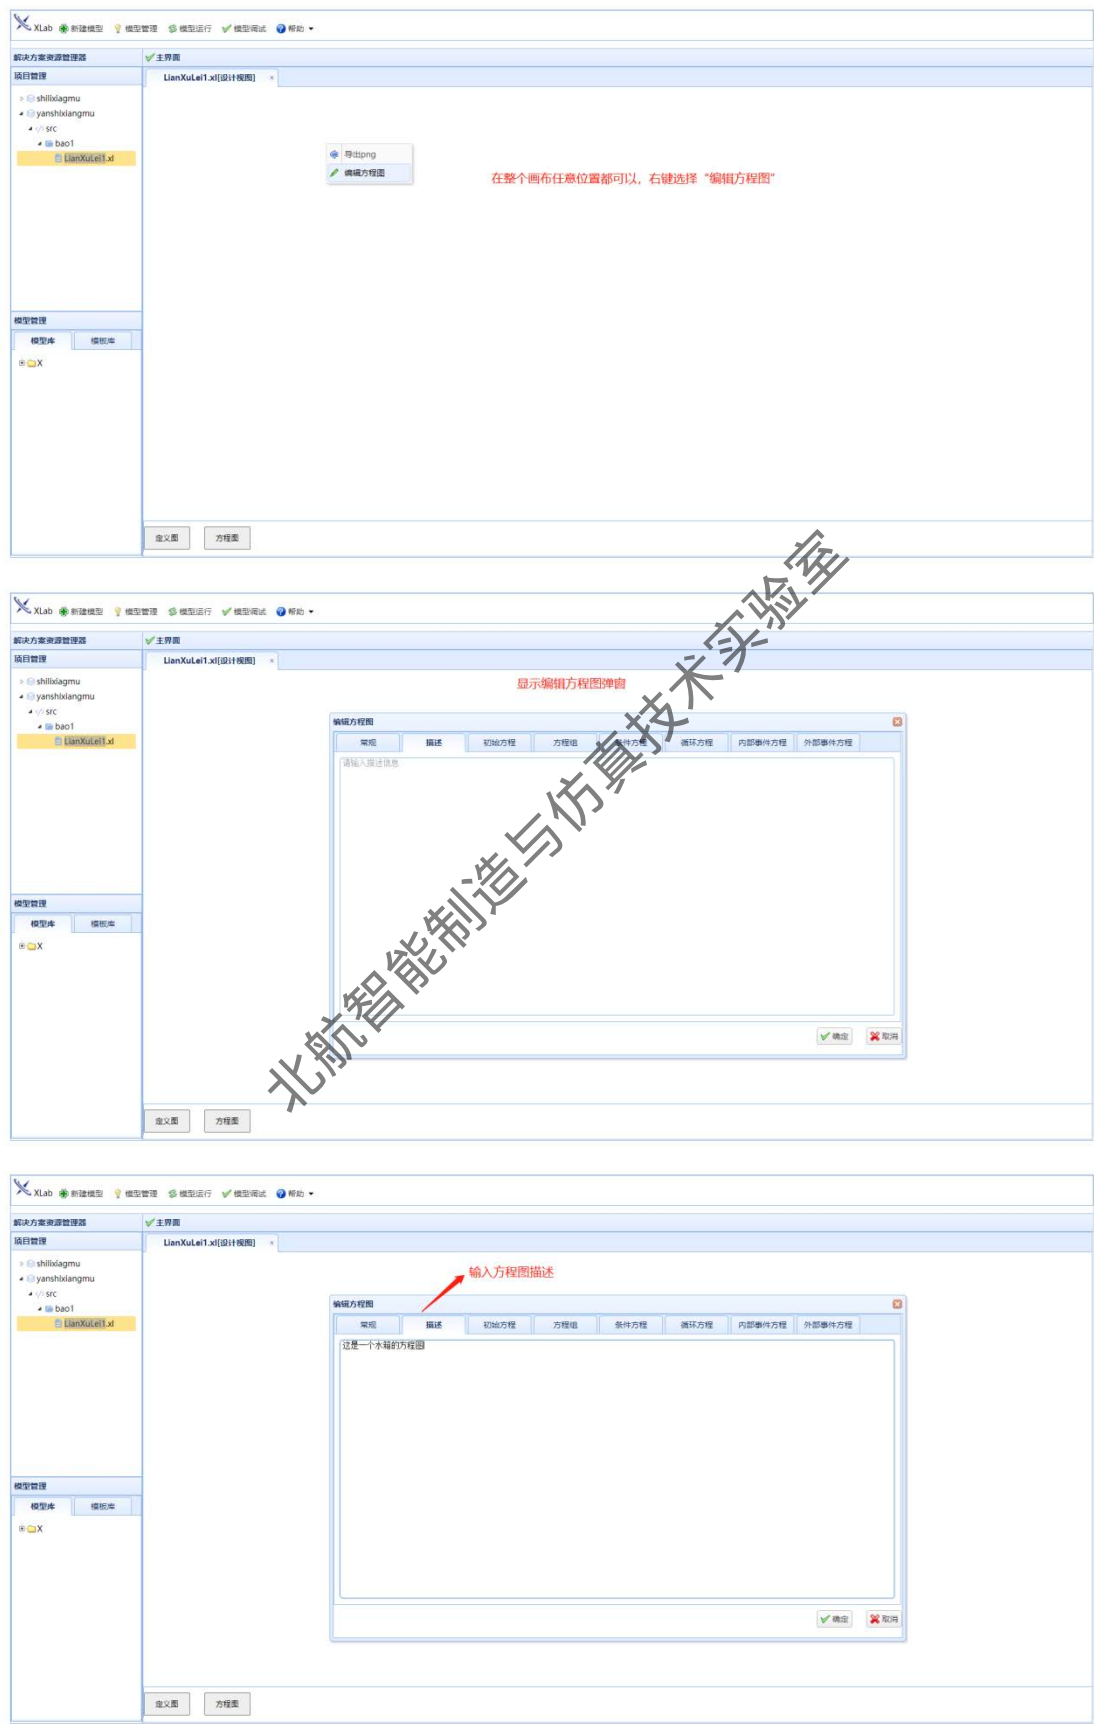 XLab 新建模型 模型管理 模型运行 模型调试 帮助
解决方案资源管理器 主界面
项目管理 LianXuLei1.xl[设计视图]
shilixiagmu
yanshixiangmu
src
bao1
LianXuLei1.xl
导出png
编辑方程图
在整个画布任意位置都可以，右键选择“编辑方程图”
模型管理
模型库 模板库
X
定义图 方程图
XLab 新建模型 模型管理 模型运行 模型调试 帮助
解决方案资源管理器 主界面
项目管理 LianXuLei1.xl[设计视图]
shilixiagmu
yanshixiangmu
src
bao1
LianXuLei1.xl
显示编辑方程图弹窗
编辑方程图
常规 描述 初始方程 方程组 条件方程 循环方程 内部事件方程 外部事件方程
请输入描述信息
模型管理
模型库 模板库
X
确定 取消
定义图 方程图
北航智能制造与仿真技术实验室
XLab 新建模型 模型管理 模型运行 模型调试 帮助
解决方案资源管理器 主界面
项目管理 LianXuLei1.xl[设计视图]
shilixiagmu
yanshixiangmu
src
bao1
LianXuLei1.xl
输入方程图描述
编辑方程图
常规 描述 初始方程 方程组 条件方程 循环方程 内部事件方程 外部事件方程
这是一个水箱的方程图
模型管理
模型库 模板库
X
确定 取消
定义图 方程图